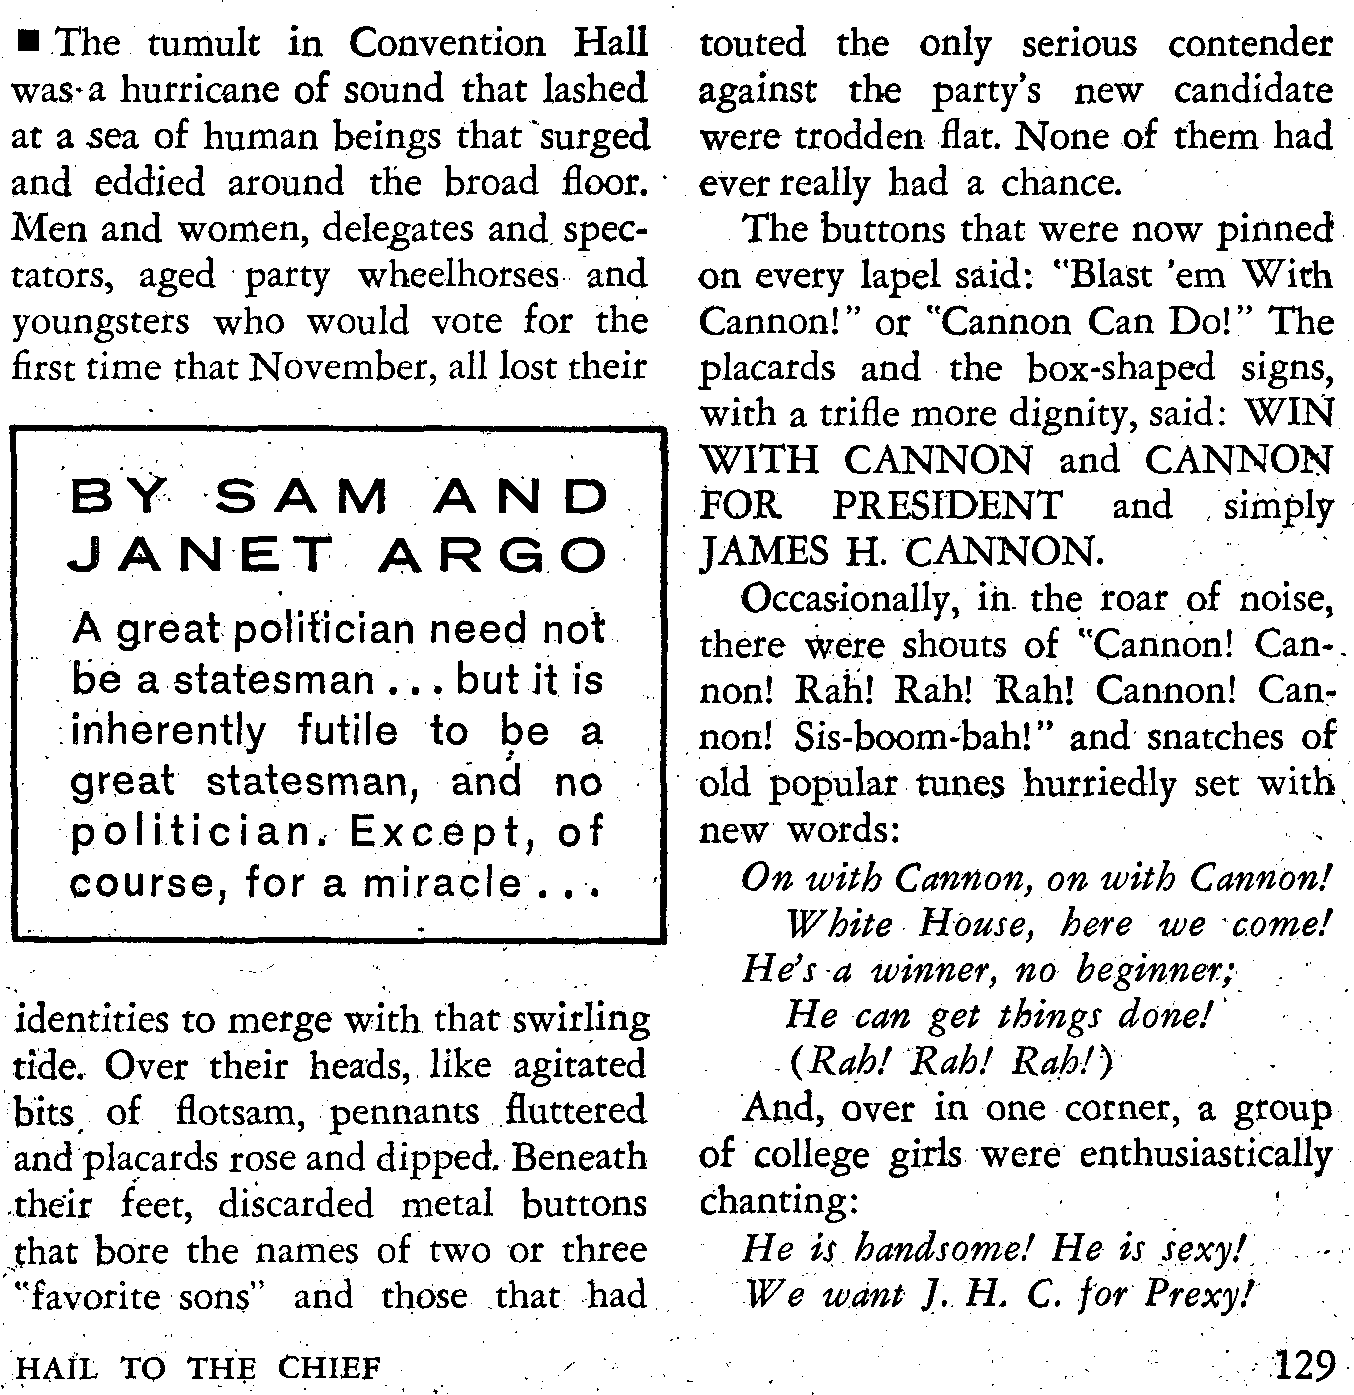 ■ The tumult in Convention Hall
was a hurricane of sound that lashed
at a sea of human beings that surged
and eddied around the broad floor.
Men and women, delegates and spec-
tators, aged party wheelhorses and
youngsters who would vote for the
first time that November, all lost their
BY SAM AND
JANET ARGO
A great politician need not
be a statesman . . . but it is
inherently futile to be a
great statesman, and no
politician. Except, of
course, for a miracle . . .
identities to merge with that swirling
tide. Over their heads, like agitated
bits of flotsam, pennants fluttered
and placards rose and dipped. Beneath
their feet, discarded metal buttons
that bore the names of two or three
"favorite sons" and those that had
touted the only serious contender
against the party's new candidate
were trodden flat. None of them had
ever really had a chance.
The buttons that were now pinned
on every lapel said: "Blast 'em With
Cannon!" or "Cannon Can Do!" The
placards and the box-shaped signs,
with a trifle more dignity, said: WIN
WITH CANNON and CANNON
FOR PRESIDENT and simply
JAMES H. CANNON.
Occasionally, in the roar of noise,
there were shouts of "Cannon! Can-
non! Rah! Rah! Rah! Cannon! Can-
non! Sis-boom-bah!" and snatches of
old popular tunes hurriedly set with
new words:
On with Cannon, on with Cannon!
White House, here we come!
He's a winner, no beginner;
He can get things done!
(Rah! Rah! Rah!)
And, over in one corner, a group
of college girls were enthusiastically
chanting:
He is handsome! He is sexy!
We want J. H. C. for Prexy!
HAIL TO THE CHIEF
129